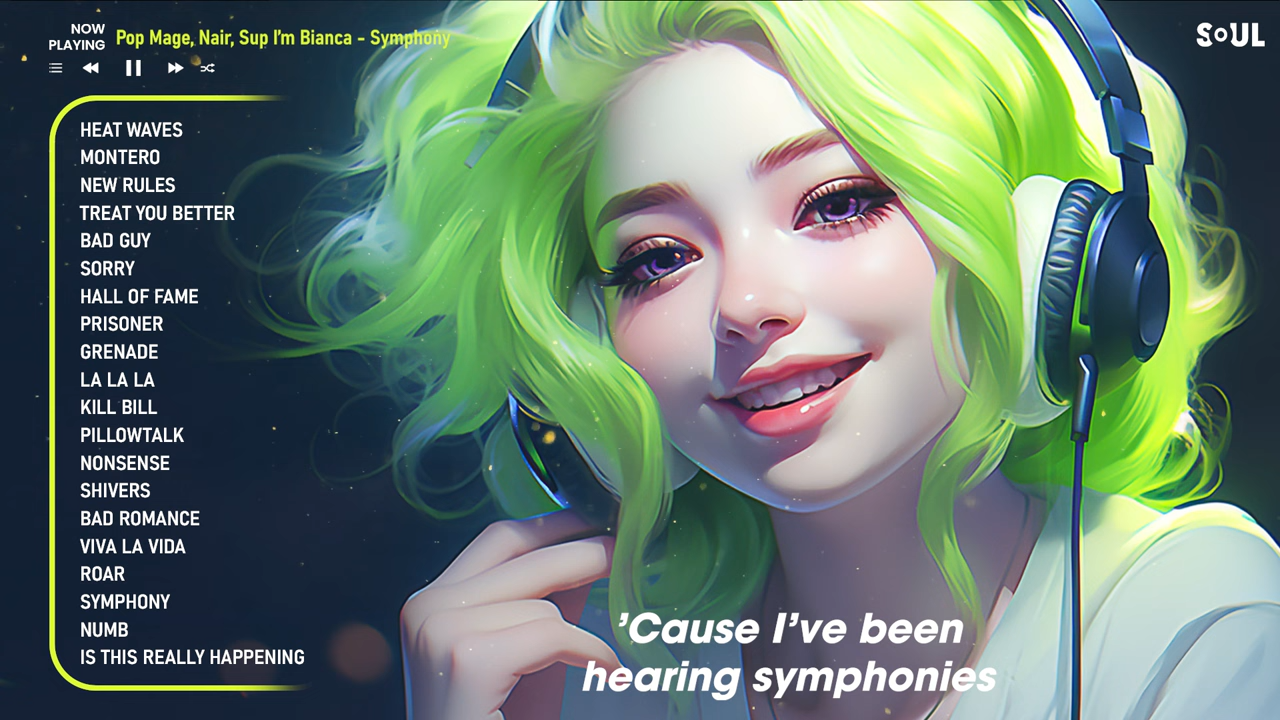 NOW
PLAYING
Pop Mage, Nair, Sup I'm Bianca - Symphony
SOUL
HEAT WAVES
MONTERO
NEW RULES
TREAT YOU BETTER
BAD GUY
SORRY
HALL OF FAME
PRISONER
GRENADE
LA LA LA
KILL BILL
PILLOWTALK
NONSENSE
SHIVERS
BAD ROMANCE
VIVA LA VIDA
ROAR
SYMPHONY
NUMB
IS THIS REALLY HAPPENING
'Cause I've been
hearing symphonies